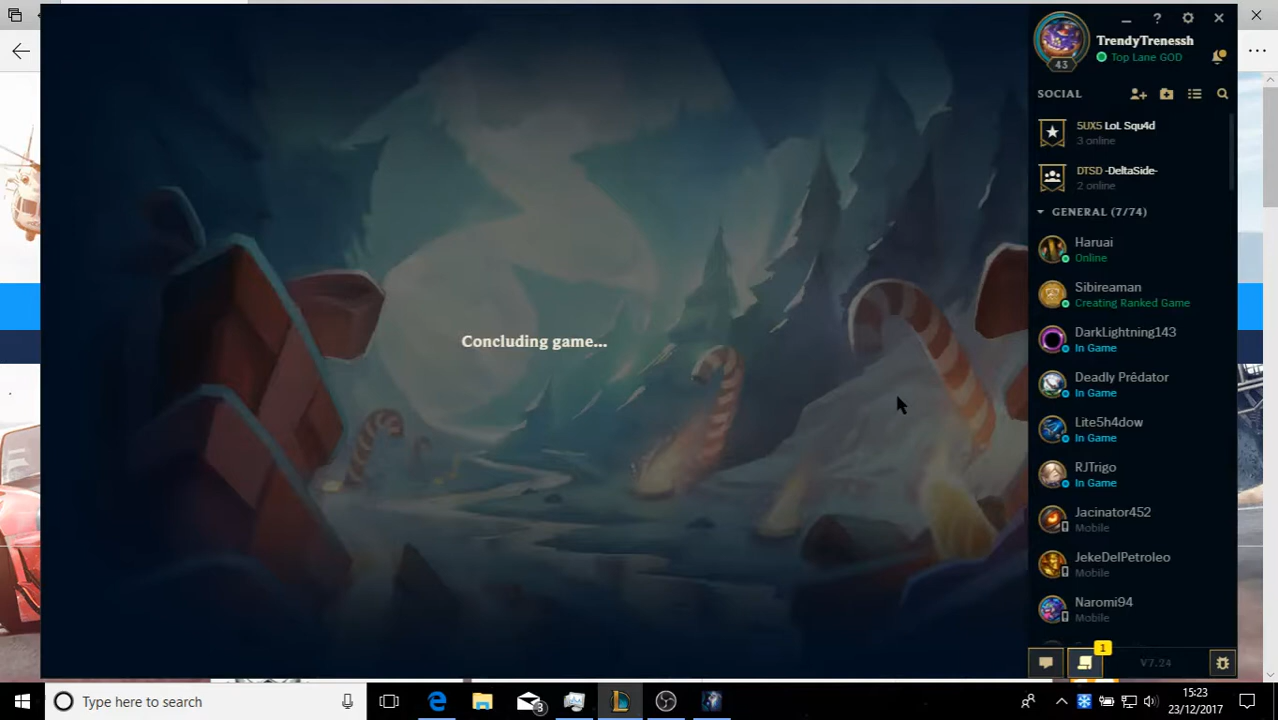 TrendyTrenessh
43
Top Lane GOD
SOCIAL
SUXS LoL Squ4d
3 online
DTSD -DeltaSide-
2 online
GENERAL (7/74)
Haruai
Online
Sibireaman
Creating Ranked Game
Concluding game...
DarkLightning143
In Game
Deadly Prëdator
In Game
Lite5h4dow
In Game
RJTrigo
In Game
Jacinator452
Mobile
JekeDelPetroleo
Mobile
Naromi94
Mobile
1
V7.24
Type here to search
3
15:23
23/12/2017